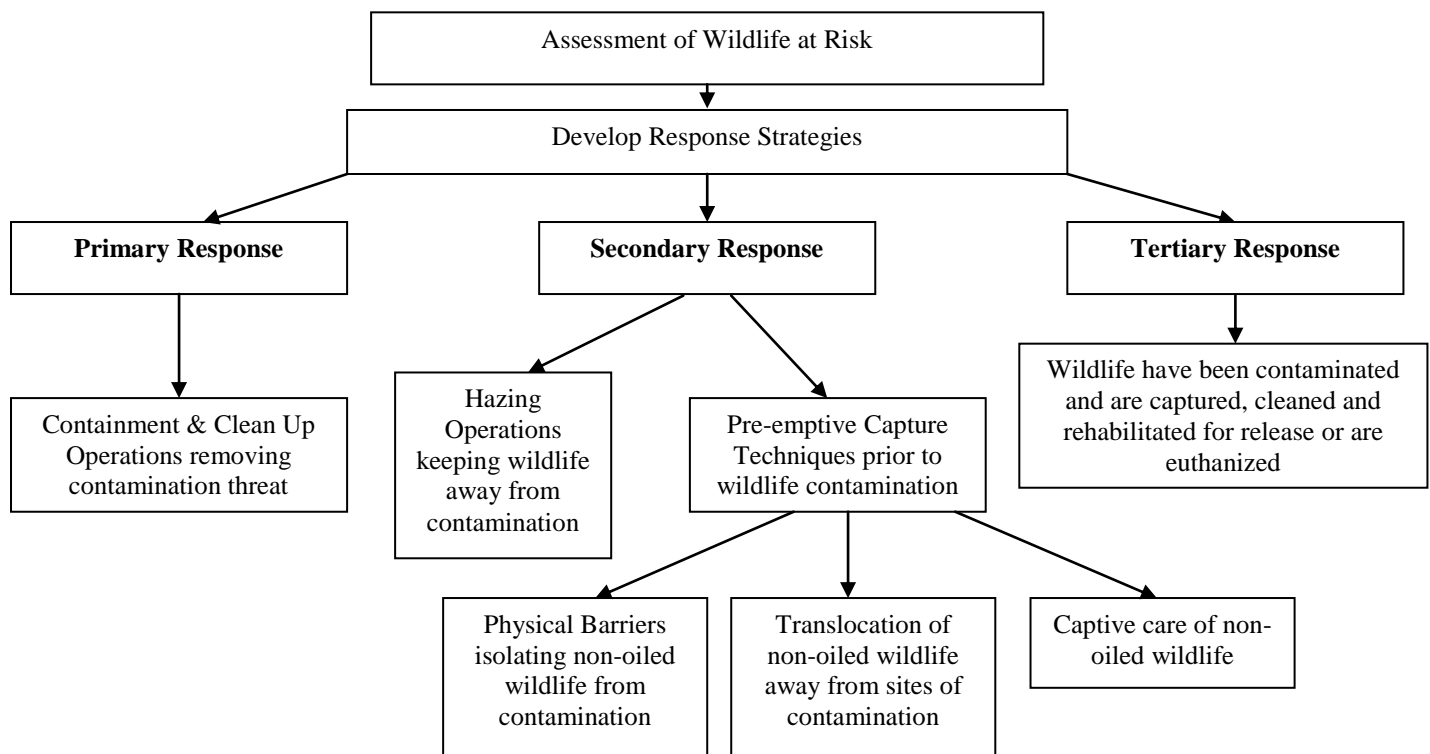 Assessment of Wildlife at Risk
Develop Response Strategies
Primary Response
Secondary Response
Tertiary Response
Containment & Clean Up
Operations removing
contamination threat
Hazing
Operations
keeping wildlife
away from
contamination
Pre-emptive Capture
Techniques prior to
wildlife contamination
Wildlife have been contaminated
and are captured, cleaned and
rehabilitated for release or are
euthanized
Physical Barriers
isolating non-oiled
wildlife from
contamination
Translocation of
non-oiled wildlife
away from sites of
contamination
Captive care of non-
oiled wildlife